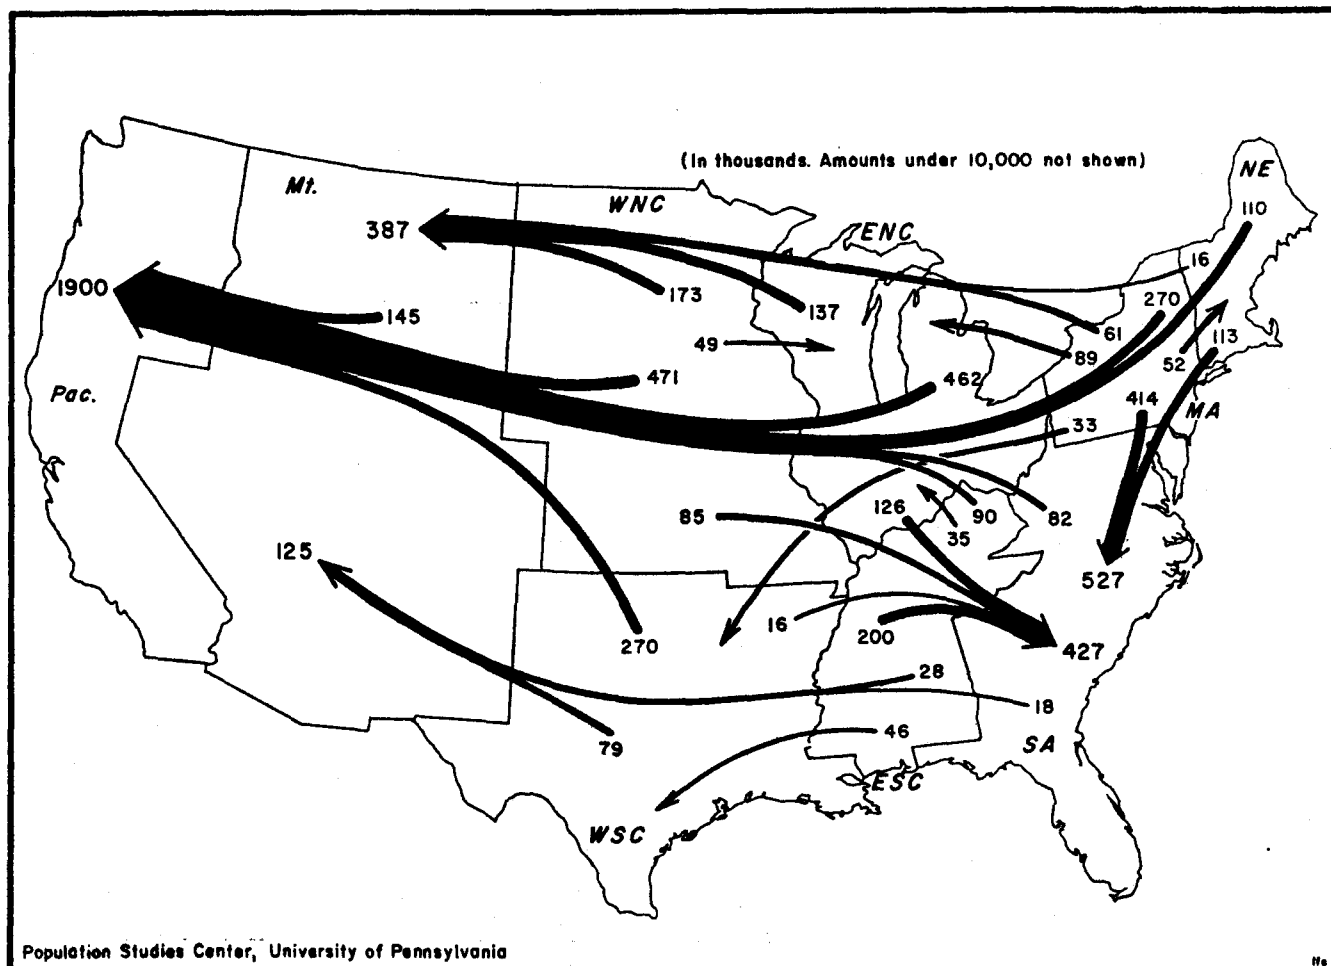 (In thousands. Amounts under 10,000 not shown)
NE
Mt.
WNC
110
387
ENC
16
1900
173
270
145
137
61
113
49
89
52
Pac.
471
462
414
MA
33
85
126
90
82
35
125
527
16
200
270
427
28
18
79
46
SA
ESC
WSC
Population Studies Center, University of Pennsylvania